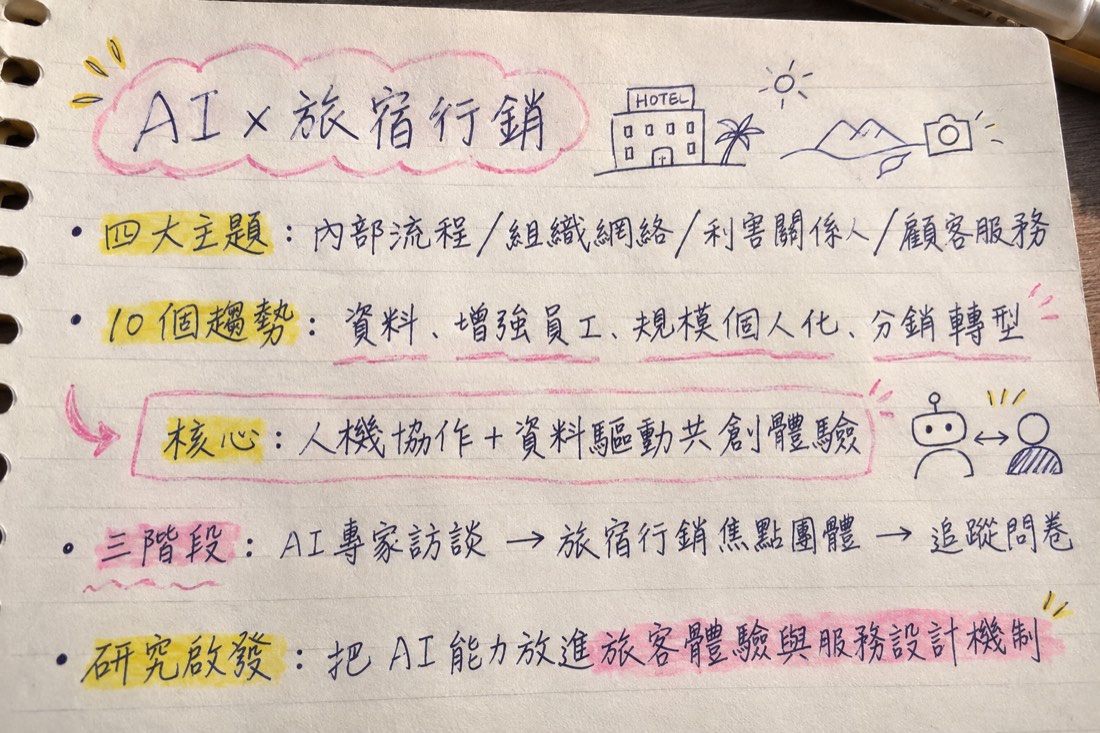 AI x 旅宿行銷
HOTEL
• 四大主題：內部流程/組織網絡/利害關係人/顧客服務
• 10個趨勢：資料、增強員工、規模個人化、分銷轉型
核心：人機協作+資料驅動共創體驗
• 三階段：AI專家訪談→旅宿行銷焦點團體→追蹤問卷
• 研究啟發：把AI能力放進旅客體驗與服務設計機制